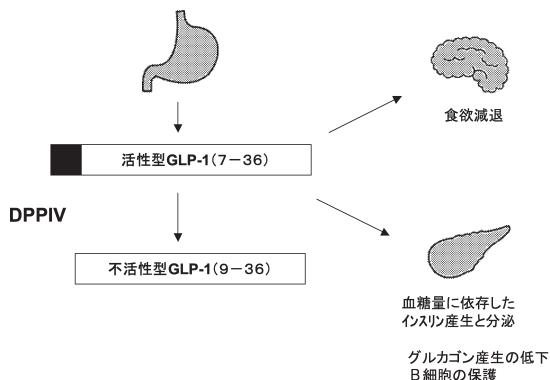 食欲減退
活性型GLP-1(7-36)
DPPIV
不活性型GLP-1(9-36)
血糖量に依存した
インスリン産生と分泌
グルカゴン産生の低下
B細胞の保護